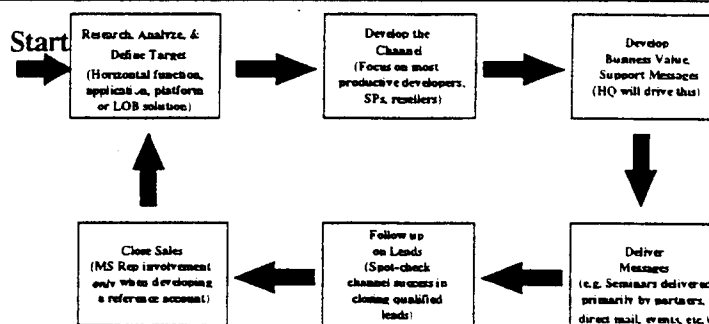 Start
Research, Analyze, &
Define Target
(Horizontal function,
application, platform
or LOB solution)
Develop the
Channel
(Focus on most
productive developers,
SPs, resellers)
Develop
Business Value,
Support Messages
(HQ will drive this)
Deliver
Messages
(e.g. Seminars delivered
primarily by partners,
direct mail, events, etc.
Follow up
on Leads
(Spot-check
channel success in
closing qualified
leads)
Close Sales
(MS Rep involvement
only when developing
a reference account)